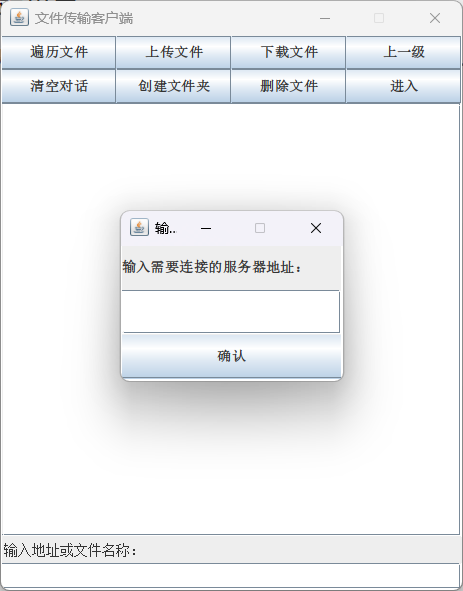 文件传输客户端
遍历文件 上传文件 下载文件 上一级
清空对话 创建文件夹 删除文件 进入
输...
输入需要连接的服务器地址：
确认
输入地址或文件名称：